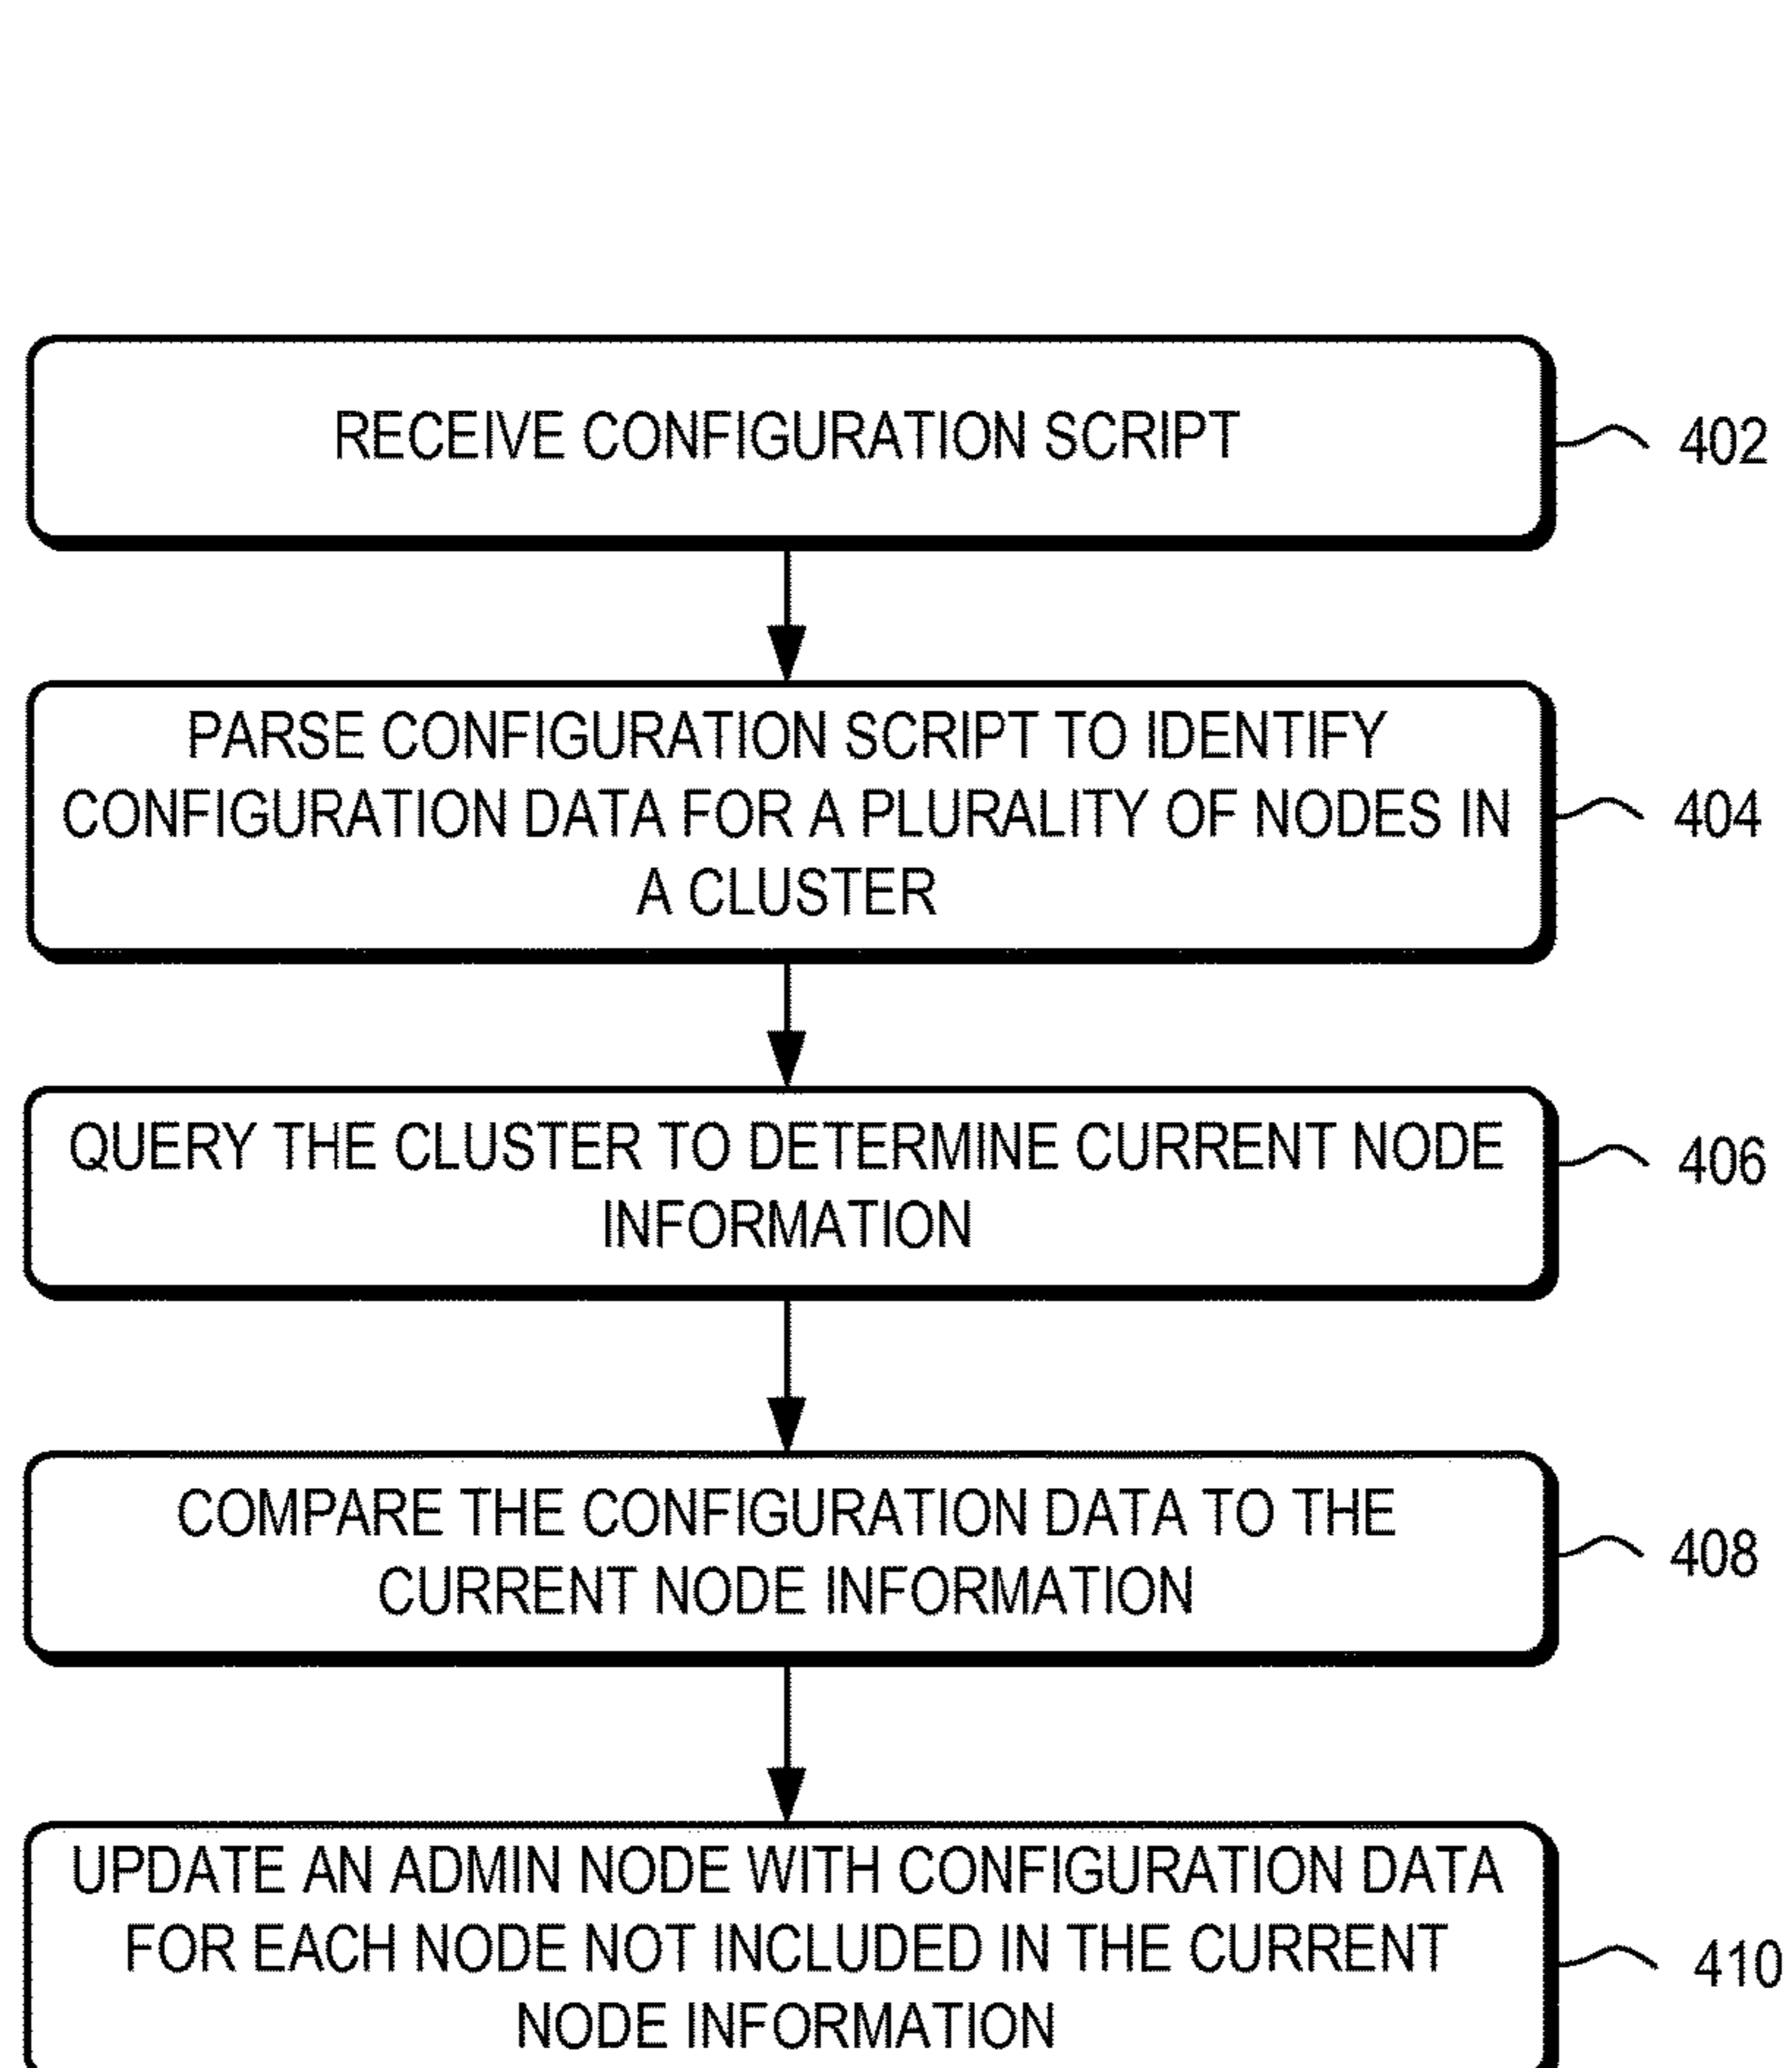 RECEIVE CONFIGURATION SCRIPT
402
PARSE CONFIGURATION SCRIPT TO IDENTIFY
CONFIGURATION DATA FOR A PLURALITY OF NODES IN
A CLUSTER
404
QUERY THE CLUSTER TO DETERMINE CURRENT NODE
INFORMATION
406
COMPARE THE CONFIGURATION DATA TO THE
CURRENT NODE INFORMATION
408
UPDATE AN ADMIN NODE WITH CONFIGURATION DATA
FOR EACH NODE NOT INCLUDED IN THE CURRENT
NODE INFORMATION
410